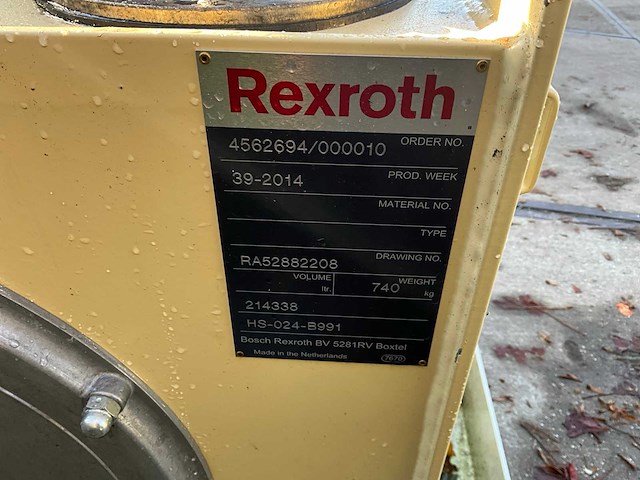 Rexroth
4562694/000010 ORDER NO.
39-2014 PROD. WEEK
MATERIAL NO.
TYPE
RA52882208 DRAWING NO.
VOLUME ltr. 740 WEIGHT kg
214338
HS-024-B991
Bosch Rexroth BV 5281RV Boxtel
Made in the Netherlands 7670